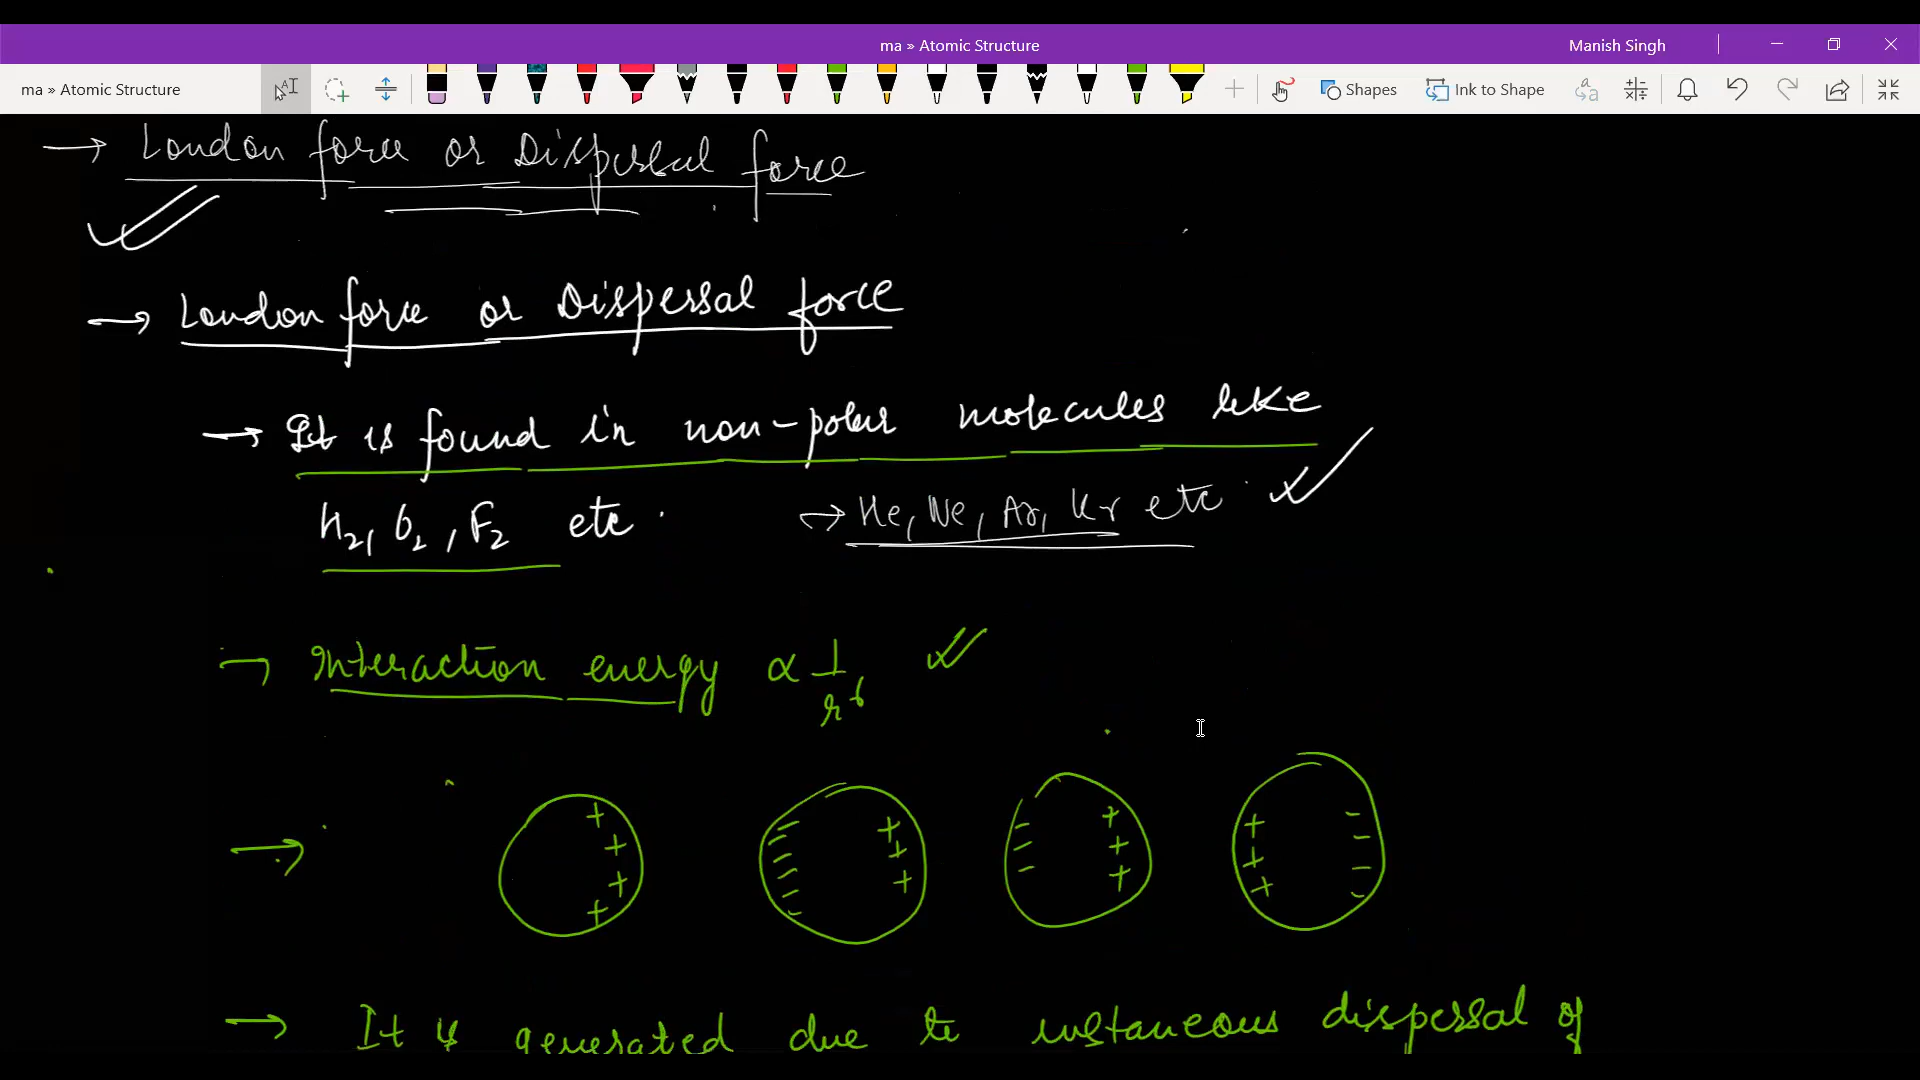 ma » Atomic Structure
Manish Singh
ma » Atomic Structure
Shapes
Ink to Shape
→ London force or Dispersal force
→ London force or Dispersal force
→ It is found in non-polar molecules like
H2, O2, F2 etc. → He, Ne, Ar, Kr etc.
→ Interaction energy ∝ 1/r^6
→
+ + + +
- - - - - - + + +
- - - + + +
+ + + - - - -
→ It is generated due to instaneous dispersal of